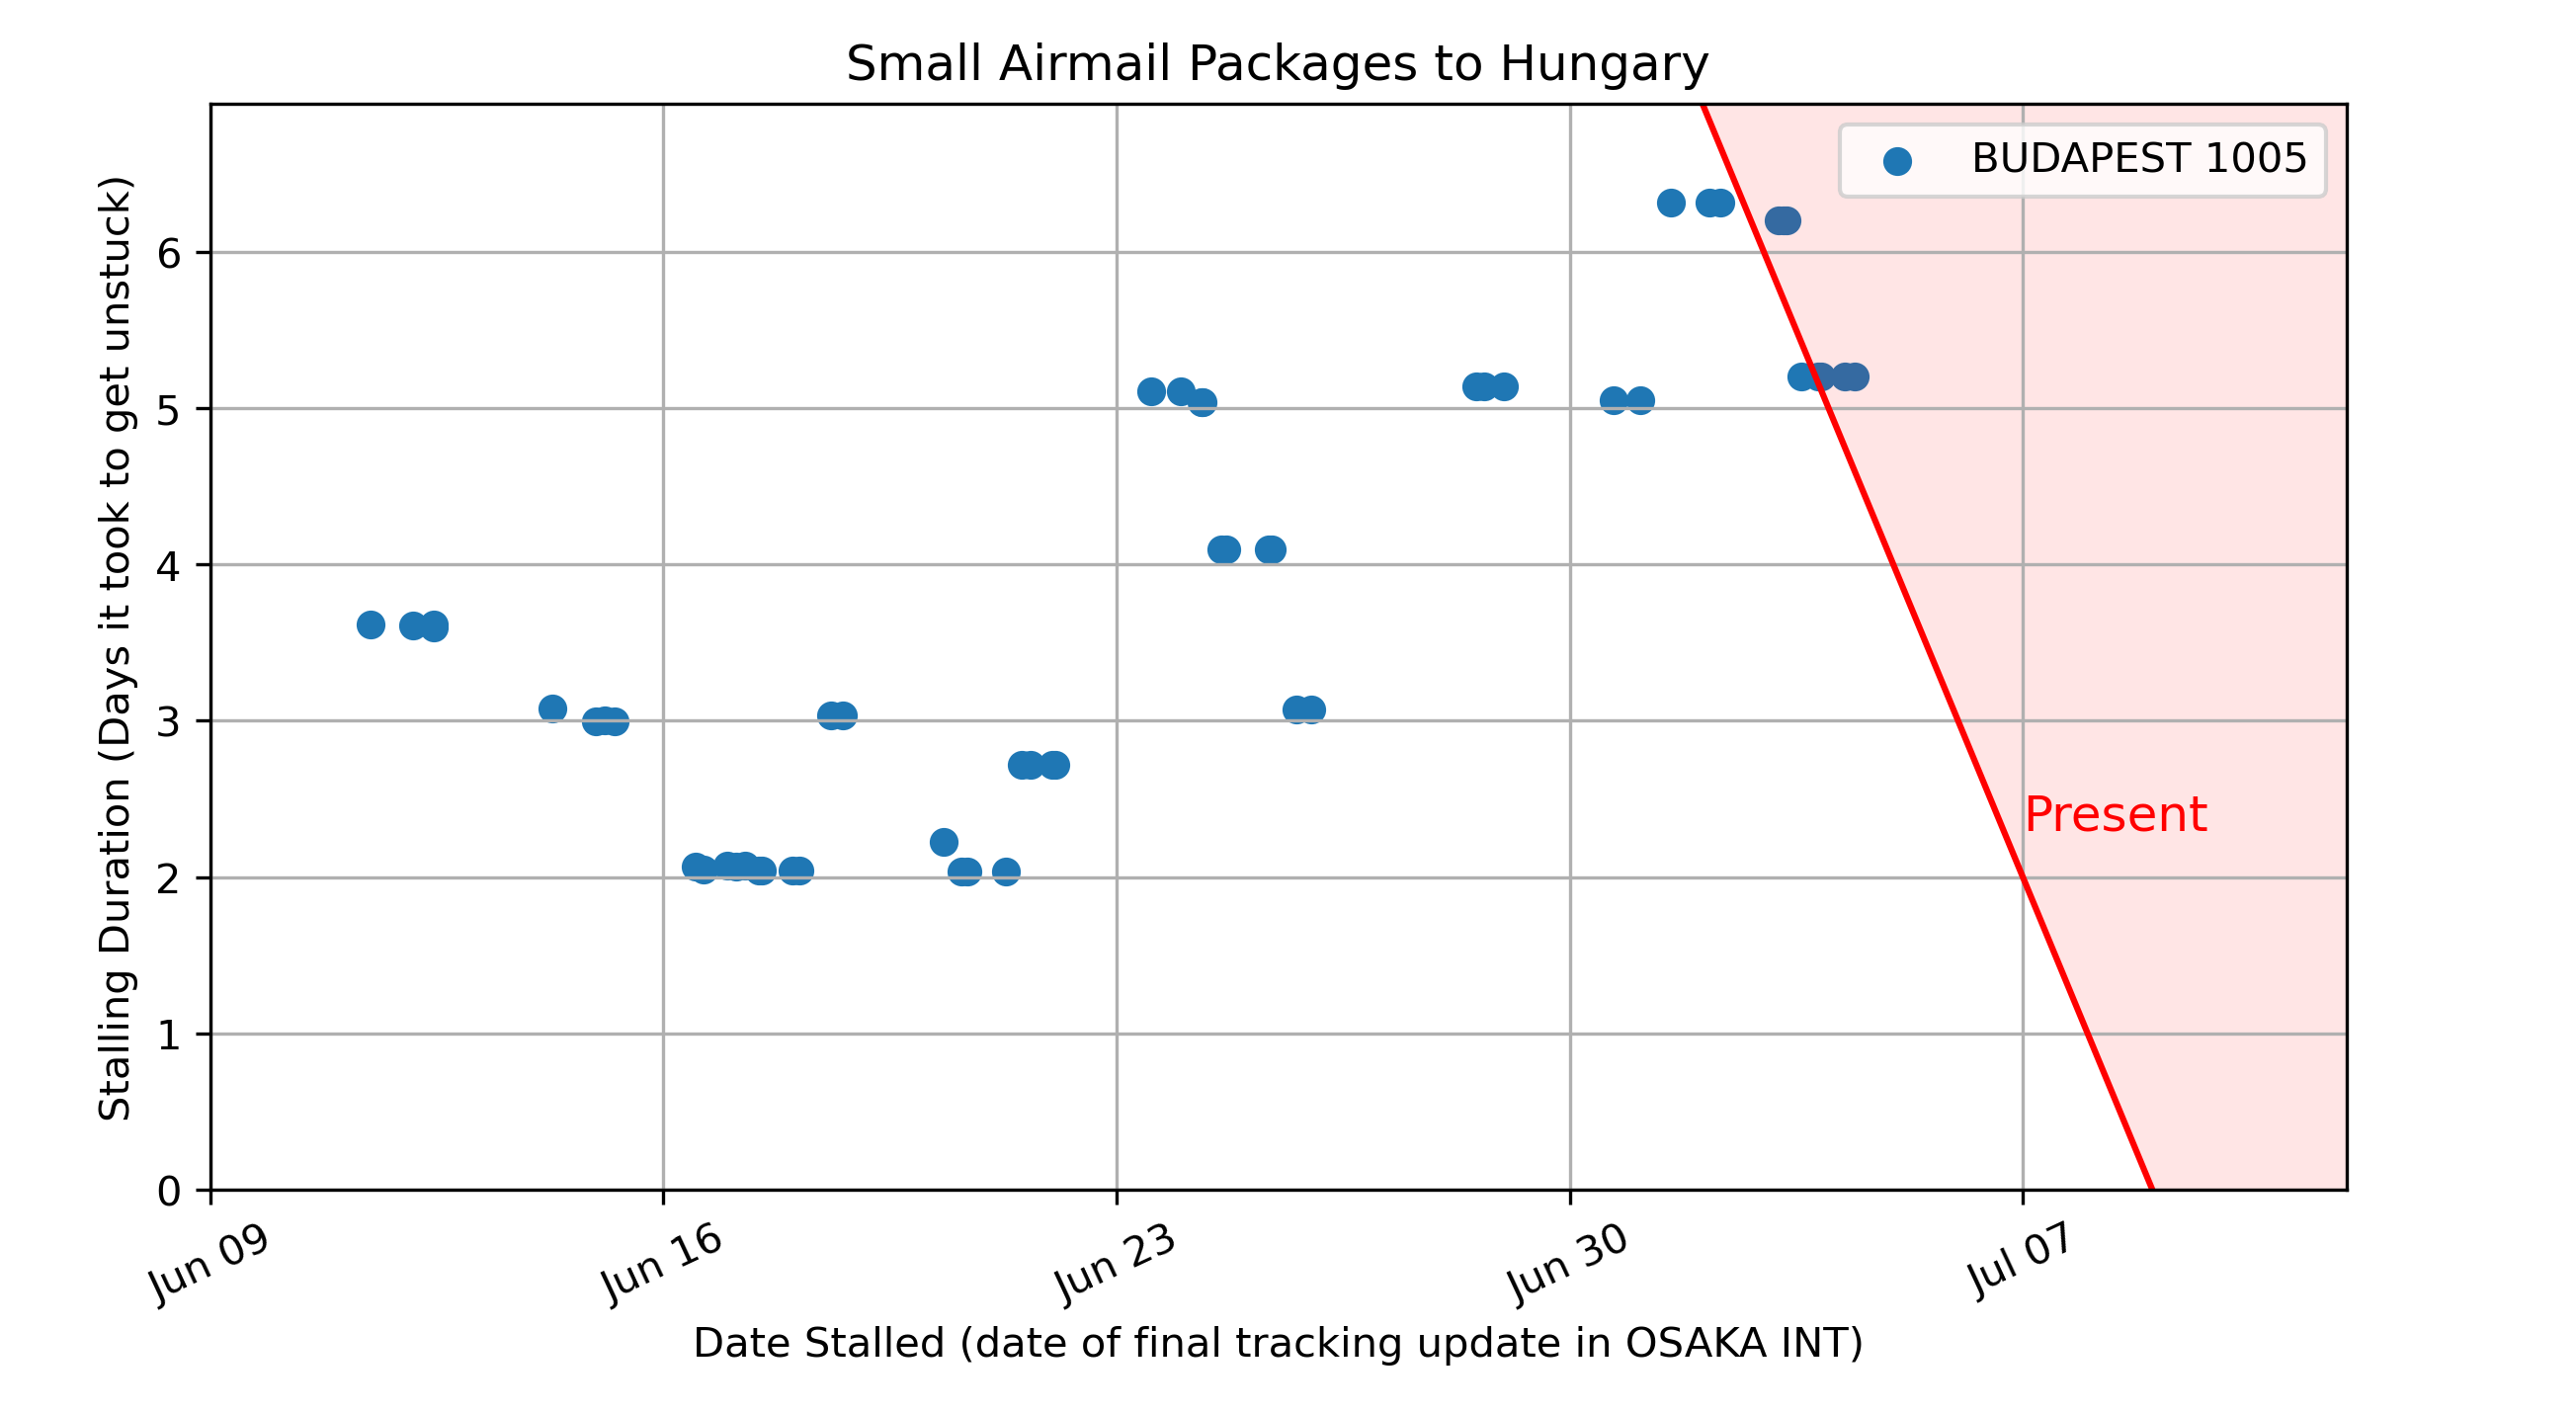 Small Airmail Packages to Hungary
BUDAPEST 1005
Stalling Duration (Days it took to get unstuck)
6
5
4
3
2
1
0
Present
Jun 09
Jun 16
Jun 23
Jun 30
Jul 07
Date Stalled (date of final tracking update in OSAKA INT)